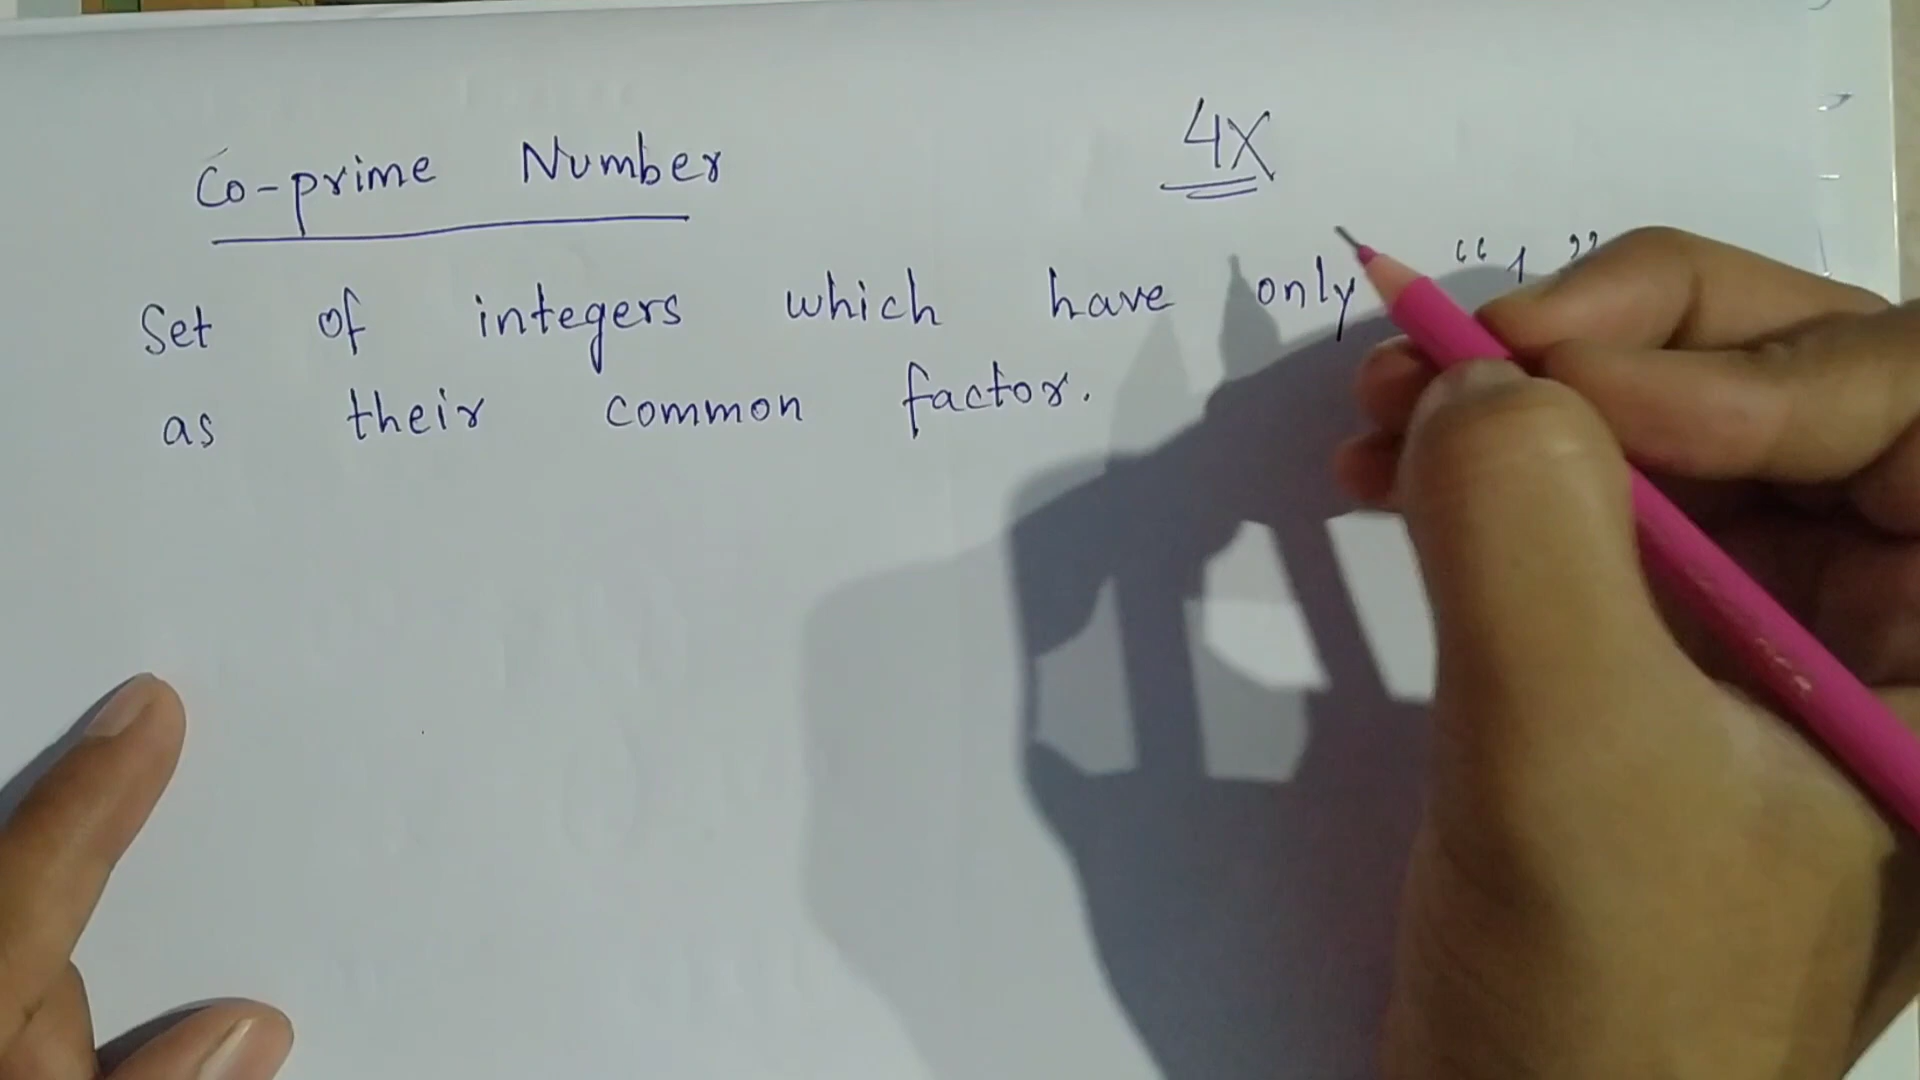 Co-prime Number
4X
Set of integers which have only “1”
as their common factor.